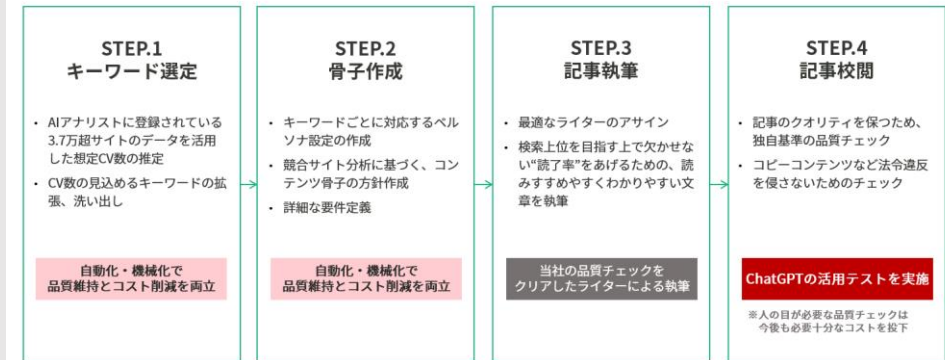 STEP.1
キーワード選定
・ AIアナリストに登録されている
3.7万超サイトのデータを活用
した想定CV数の推定
・ CV数の見込めるキーワードの拡
張、洗い出し
自動化・機械化で
品質維持とコスト削減を両立
STEP.2
骨子作成
・ キーワードごとに対応するペル
ソナ設定の作成
・ 競合サイト分析に基づく、コン
テンツ骨子の方針作成
・ 詳細な要件定義
自動化・機械化で
品質維持とコスト削減を両立
STEP.3
記事執筆
・ 最適なライターのアサイン
・ 検索上位を目指す上で欠かせな
い“読了率”をあげるための、読
みすすめやすくわかりやすい文
章を執筆
当社の品質チェックを
クリアしたライターによる執筆
STEP.4
記事校閲
・ 記事のクオリティを保つため、
独自基準の品質チェック
・ コピーコンテンツなど法令違反
を侵さないためのチェック
ChatGPTの活用テストを実施
※人の目が必要な品質チェックは
今後も必要十分なコストを投下